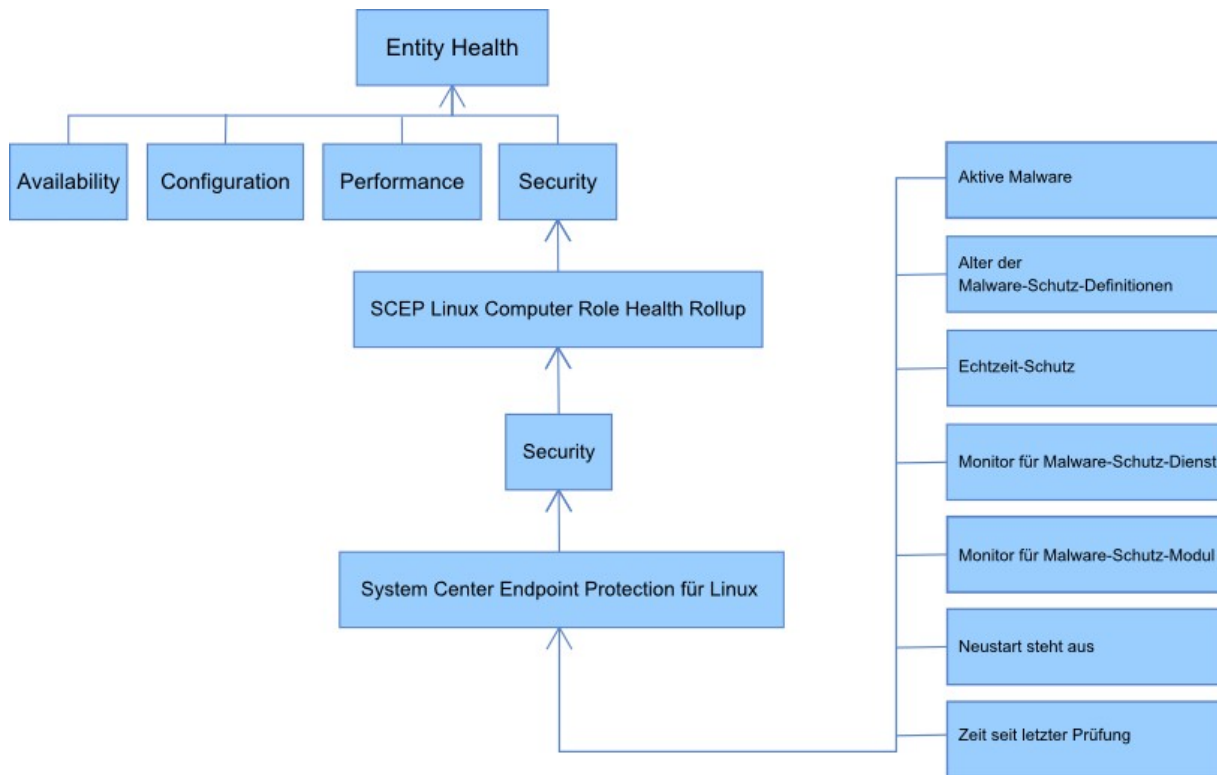 Entity Health
Availability
Configuration
Performance
Security
SCEP Linux Computer Role Health Rollup
Security
System Center Endpoint Protection für Linux
Aktive Malware
Alter der
Malware-Schutz-Definitionen
Echtzeit-Schutz
Monitor für Malware-Schutz-Dienst
Monitor für Malware-Schutz-Modul
Neustart steht aus
Zeit seit letzter Prüfung